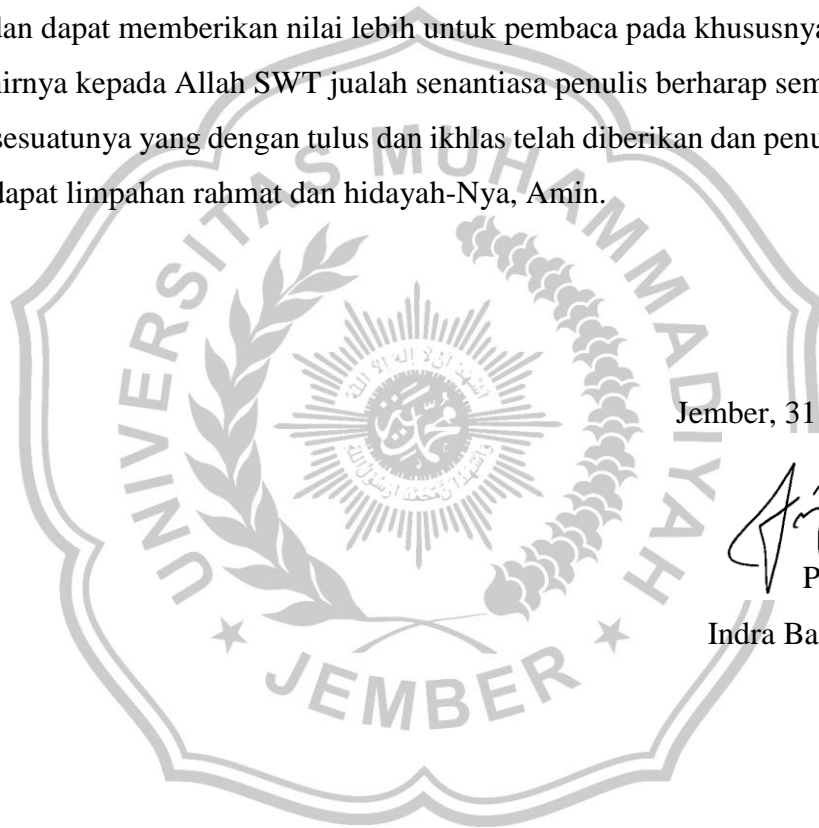 dan dapat memberikan nilai lebih untuk pembaca pada khususnya
hirnya kepada Allah SWT jualah senantiasa penulis berharap sem
sesuatunya yang dengan tulus dan ikhlas telah diberikan dan penu
dapat limpahan rahmat dan hidayah-Nya, Amin.
UNIVERSITAS MUHAMMADIYAH
Jember, 31
P
Indra Ba
JEMBER